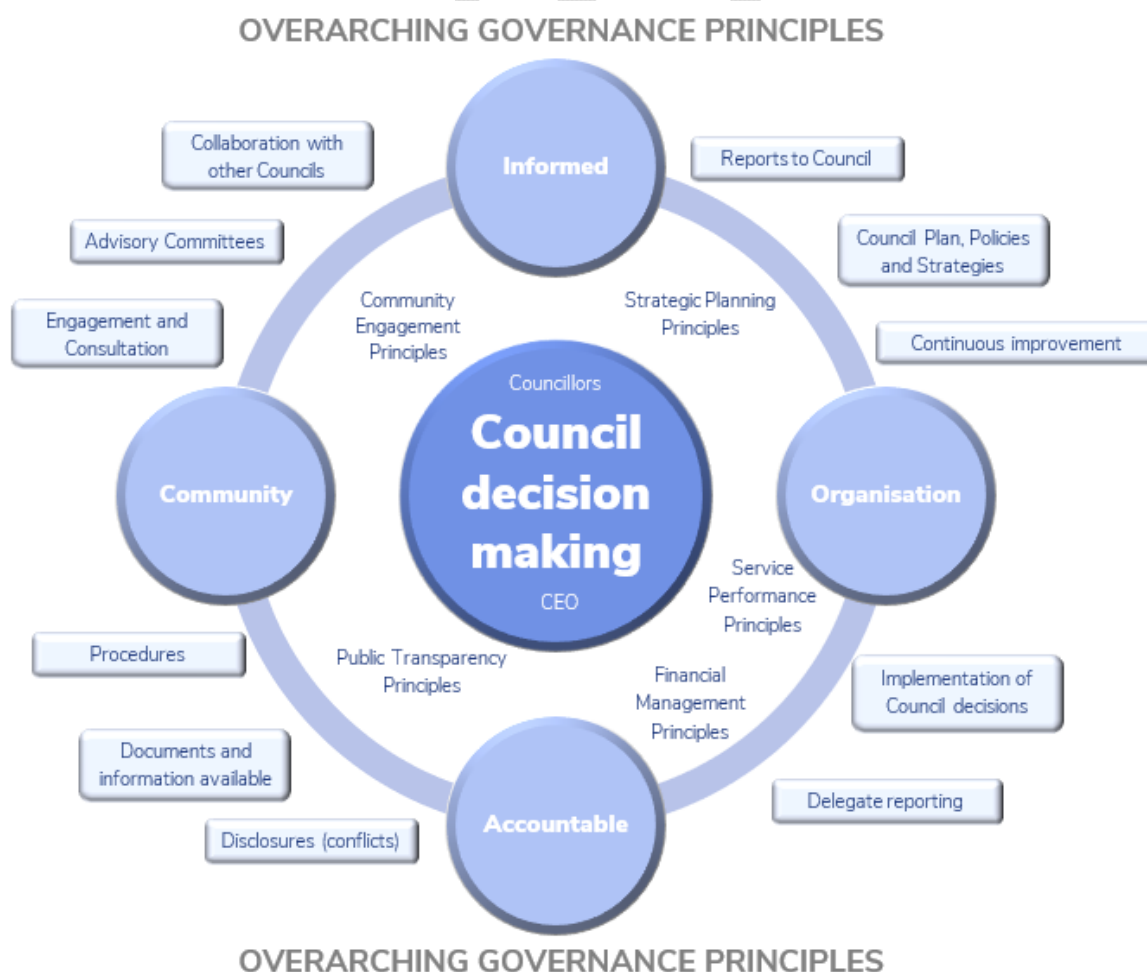 OVERARCHING GOVERNANCE PRINCIPLES
Informed
Collaboration with
other Councils
Reports to Council
Advisory Committees
Council Plan, Policies
and Strategies
Engagement and
Consultation
Continuous improvement
Community
Engagement
Principles
Strategic Planning
Principles
Councillors
Council
decision
making
CEO
Community
Organisation
Service
Performance
Principles
Procedures
Public Transparency
Principles
Financial
Management
Principles
Implementation of
Council decisions
Documents and
information available
Delegate reporting
Disclosures (conflicts)
Accountable
OVERARCHING GOVERNANCE PRINCIPLES